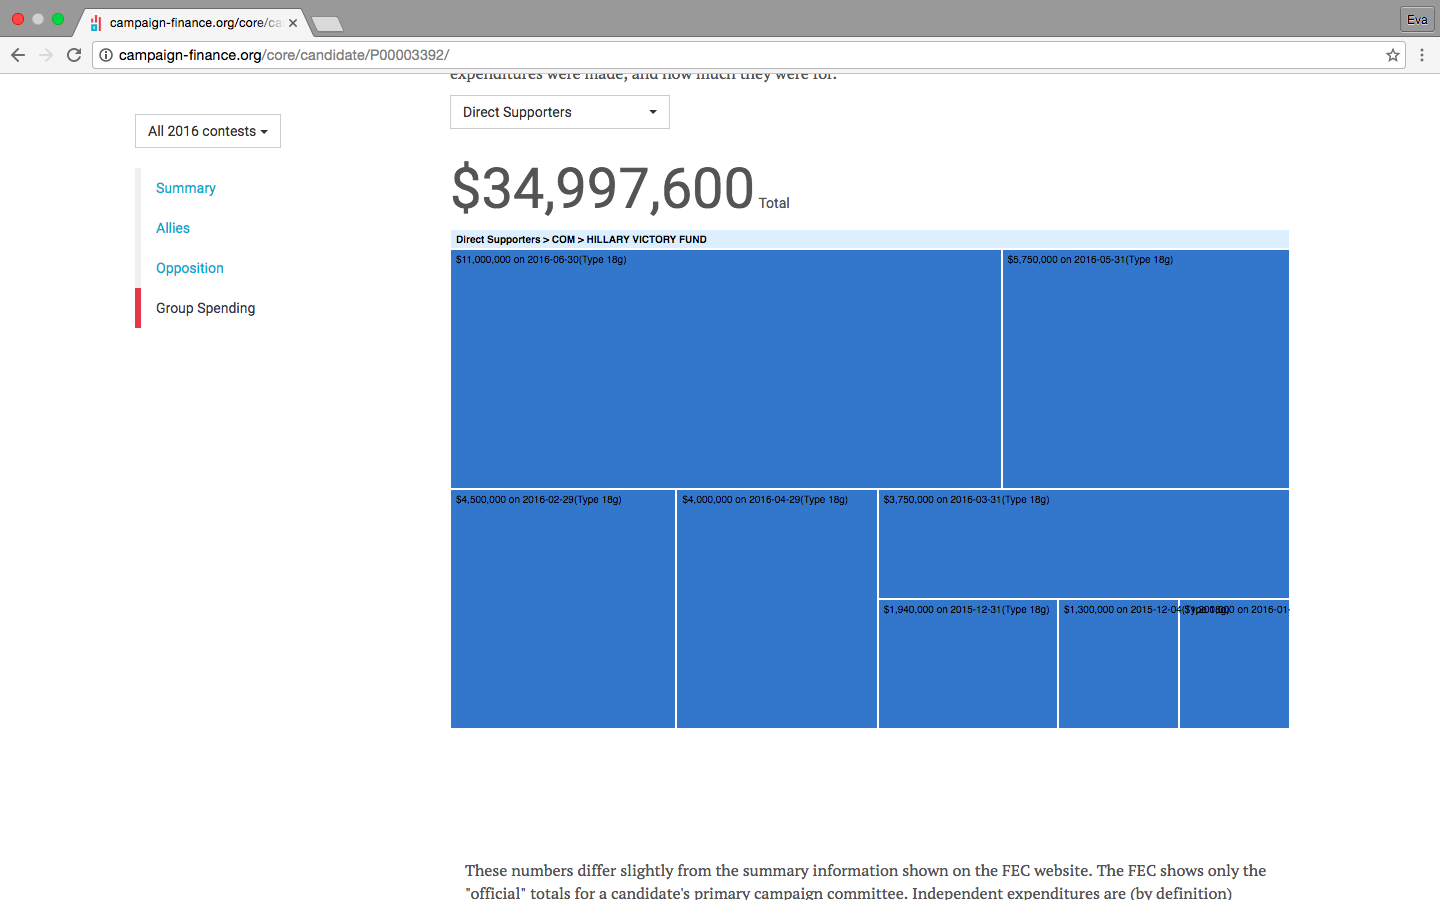 campaign-finance.org/core/ca
Eva
campaign-finance.org/core/candidate/P00003392/
expenditures were made, and how much they were for.
Direct Supporters
All 2016 contests
$34,997,600 Total
Summary
Allies
Opposition
Group Spending
Direct Supporters > COM > HILLARY VICTORY FUND
$11,000,000 on 2016-06-30(Type 18g)
$5,750,000 on 2016-05-31(Type 18g)
$4,500,000 on 2016-02-29(Type 18g)
$4,000,000 on 2016-04-29(Type 18g)
$3,750,000 on 2016-03-31(Type 18g)
$1,940,000 on 2015-12-31(Type 18g)
$1,300,000 on 2015-12-04(Type 18g)
on 2016-01-
These numbers differ slightly from the summary information shown on the FEC website. The FEC shows only the
"official" totals for a candidate's primary campaign committee. Independent expenditures are (by definition)